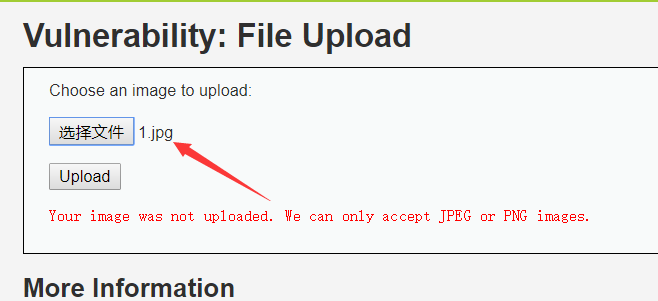 Vulnerability: File Upload
Choose an image to upload:
选择文件 1.jpg
Upload
Your image was not uploaded. We can only accept JPEG or PNG images.
More Information